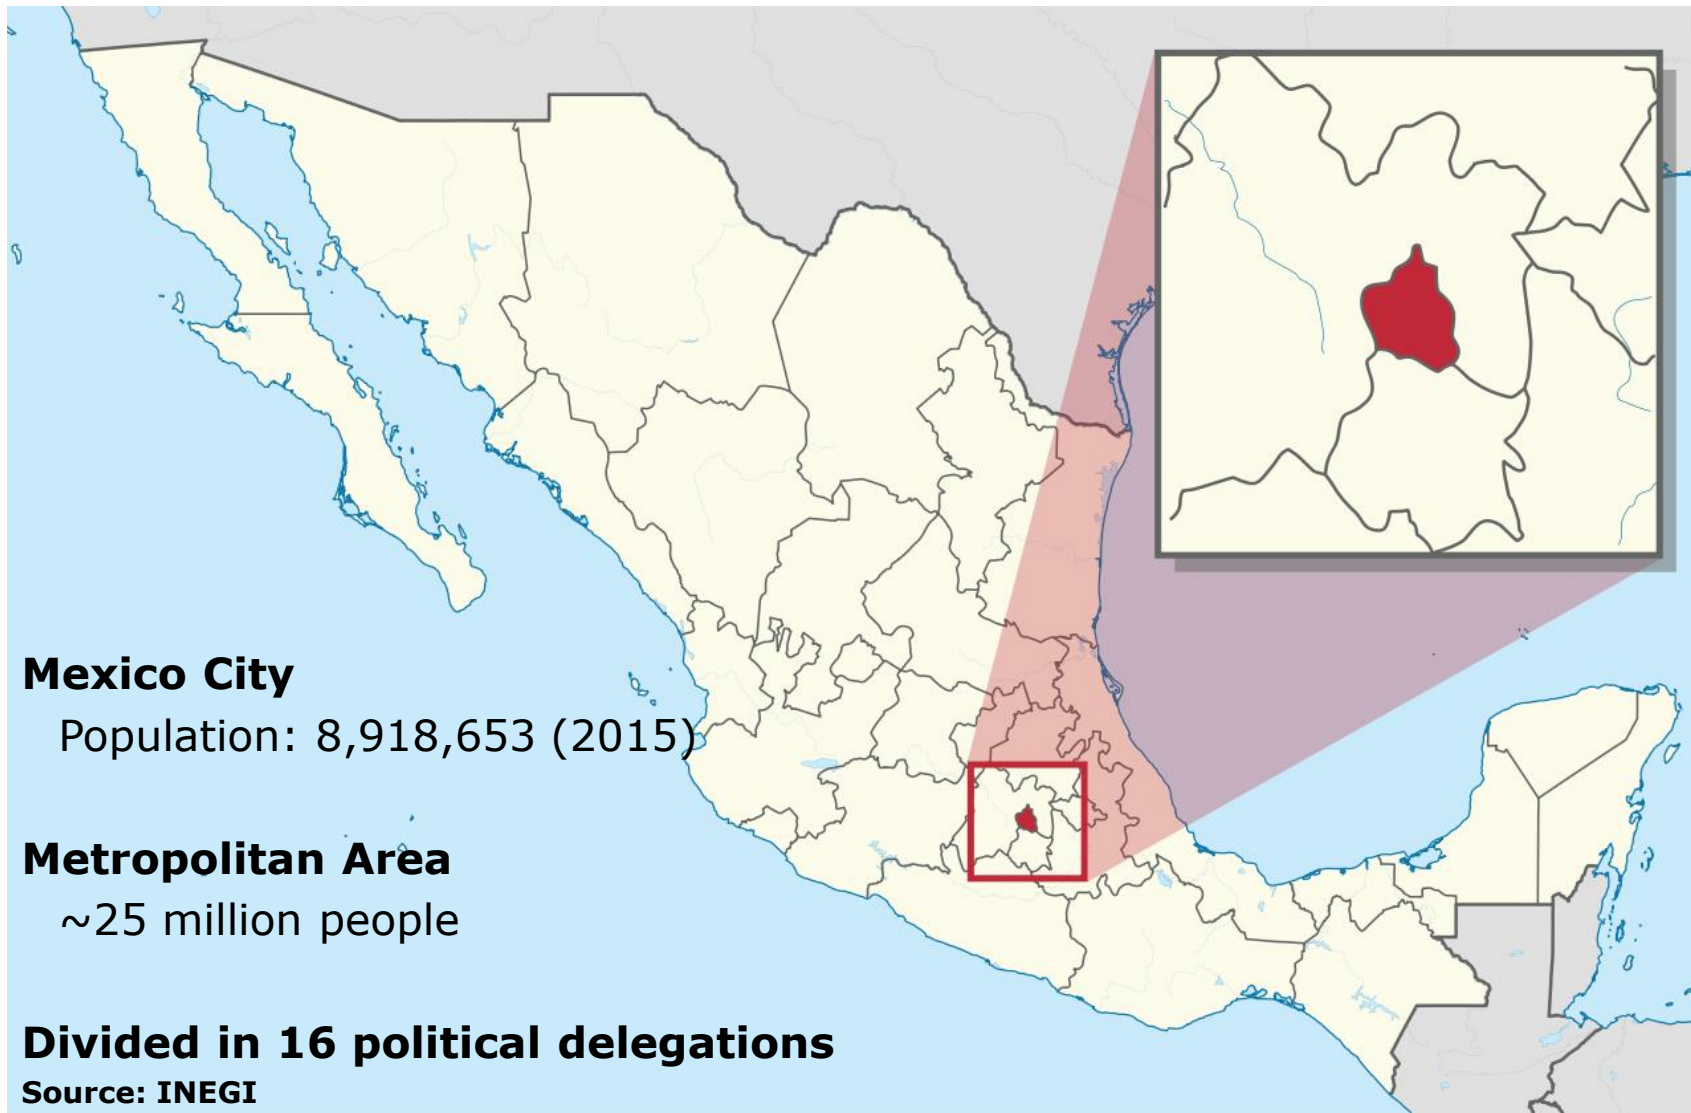 Mexico City
Population: 8,918,653 (2015)
Metropolitan Area
~25 million people
Divided in 16 political delegations
Source: INEGI